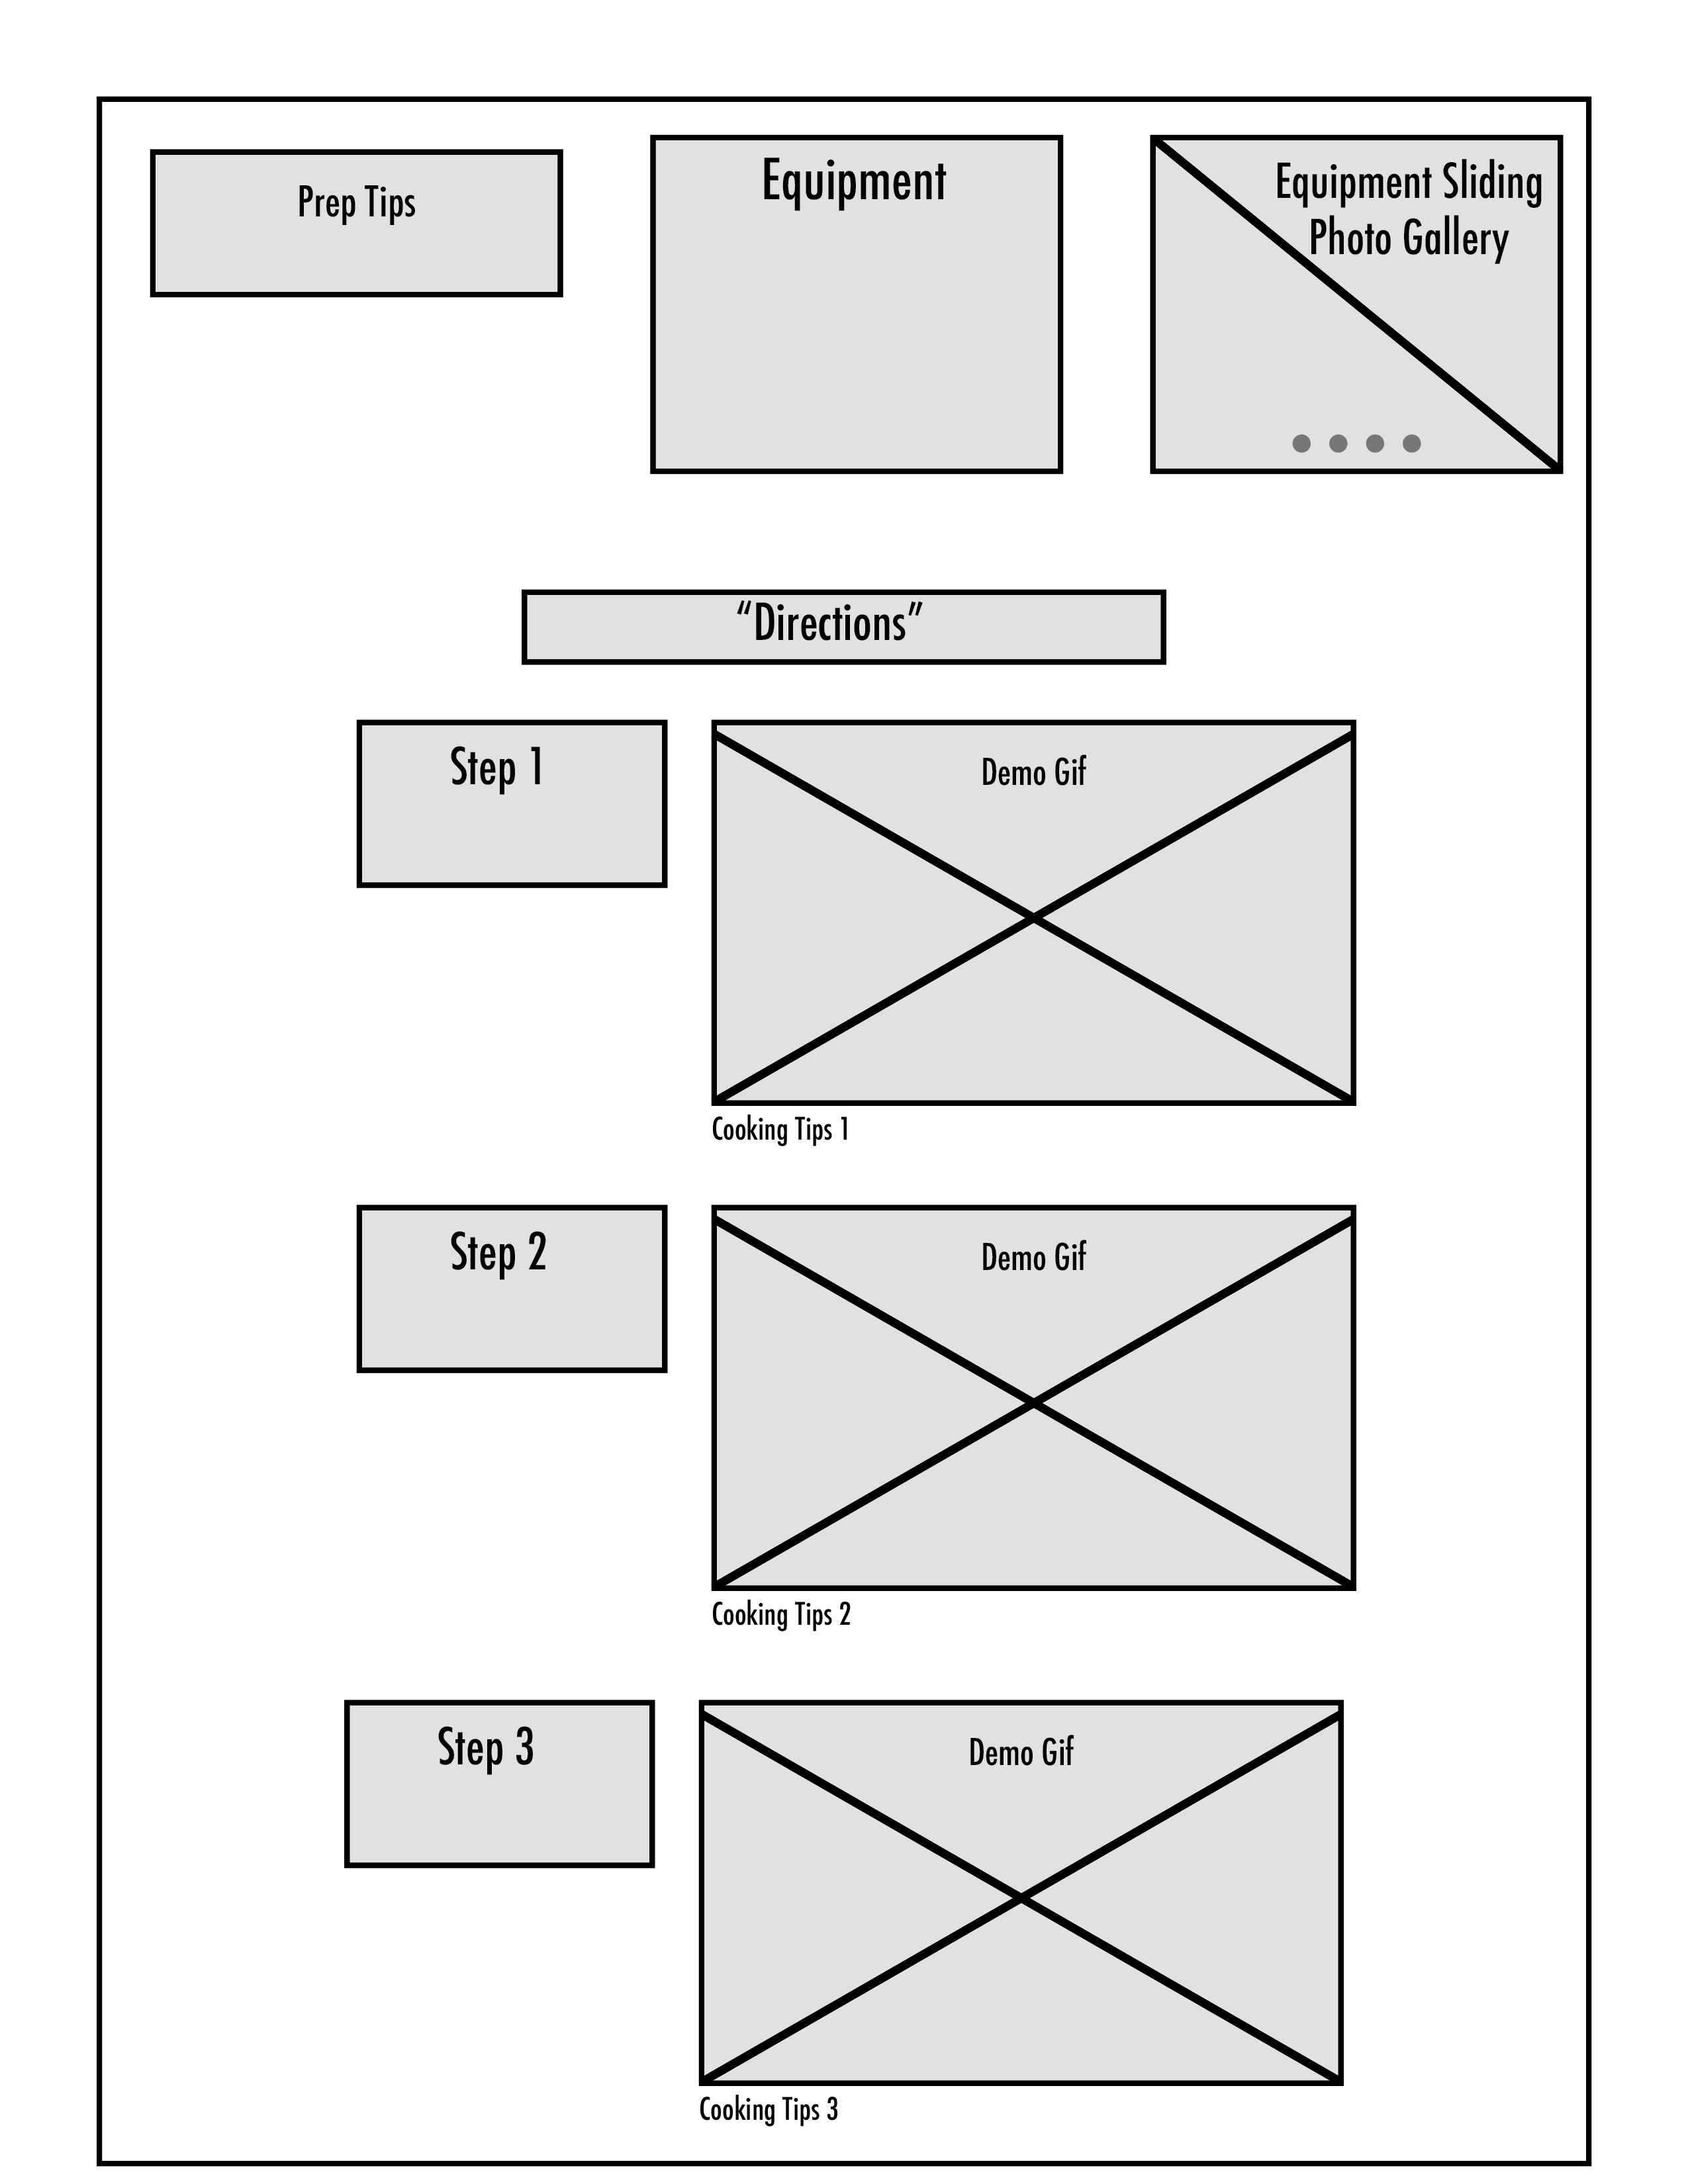 Prep Tips
Equipment
Equipment Sliding
Photo Gallery
“Directions”
Step 1
Demo Gif
Cooking Tips 1
Step 2
Demo Gif
Cooking Tips 2
Step 3
Demo Gif
Cooking Tips 3